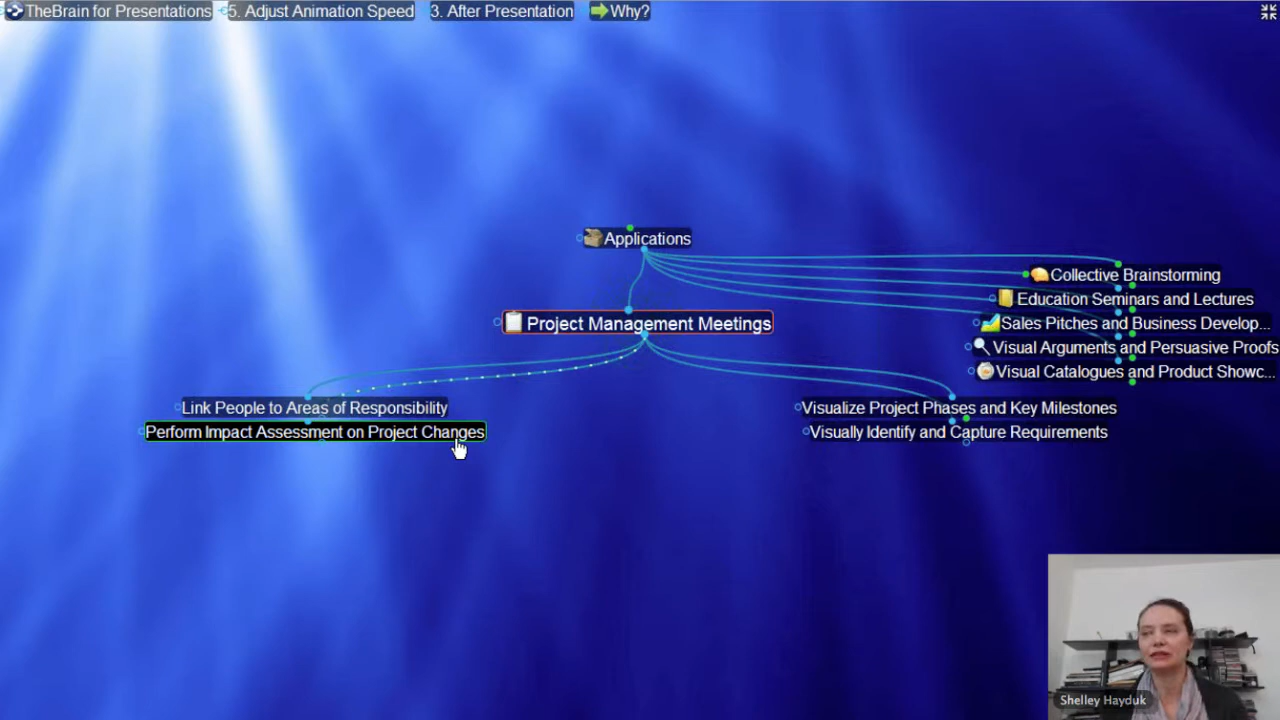 TheBrain for Presentations
5. Adjust Animation Speed
3. After Presentation
Why?
Applications
Collective Brainstorming
Education Seminars and Lectures
Project Management Meetings
Sales Pitches and Business Develop...
Visual Arguments and Persuasive Proofs
Visual Catalogues and Product Showc...
Link People to Areas of Responsibility
Visualize Project Phases and Key Milestones
Perform Impact Assessment on Project Changes
Visually Identify and Capture Requirements
Shelley Hayduk